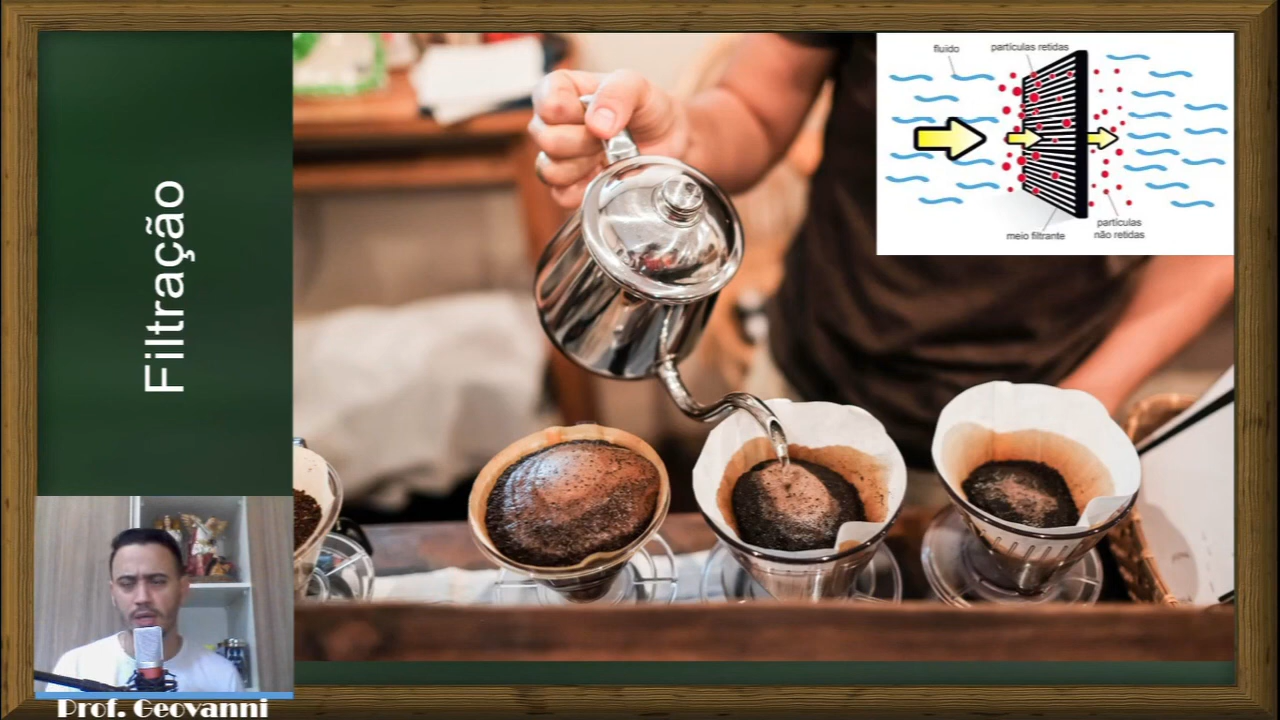 Filtração
fluido
partículas retidas
meio filtrante
partículas
não retidas
Prof. Geovanni